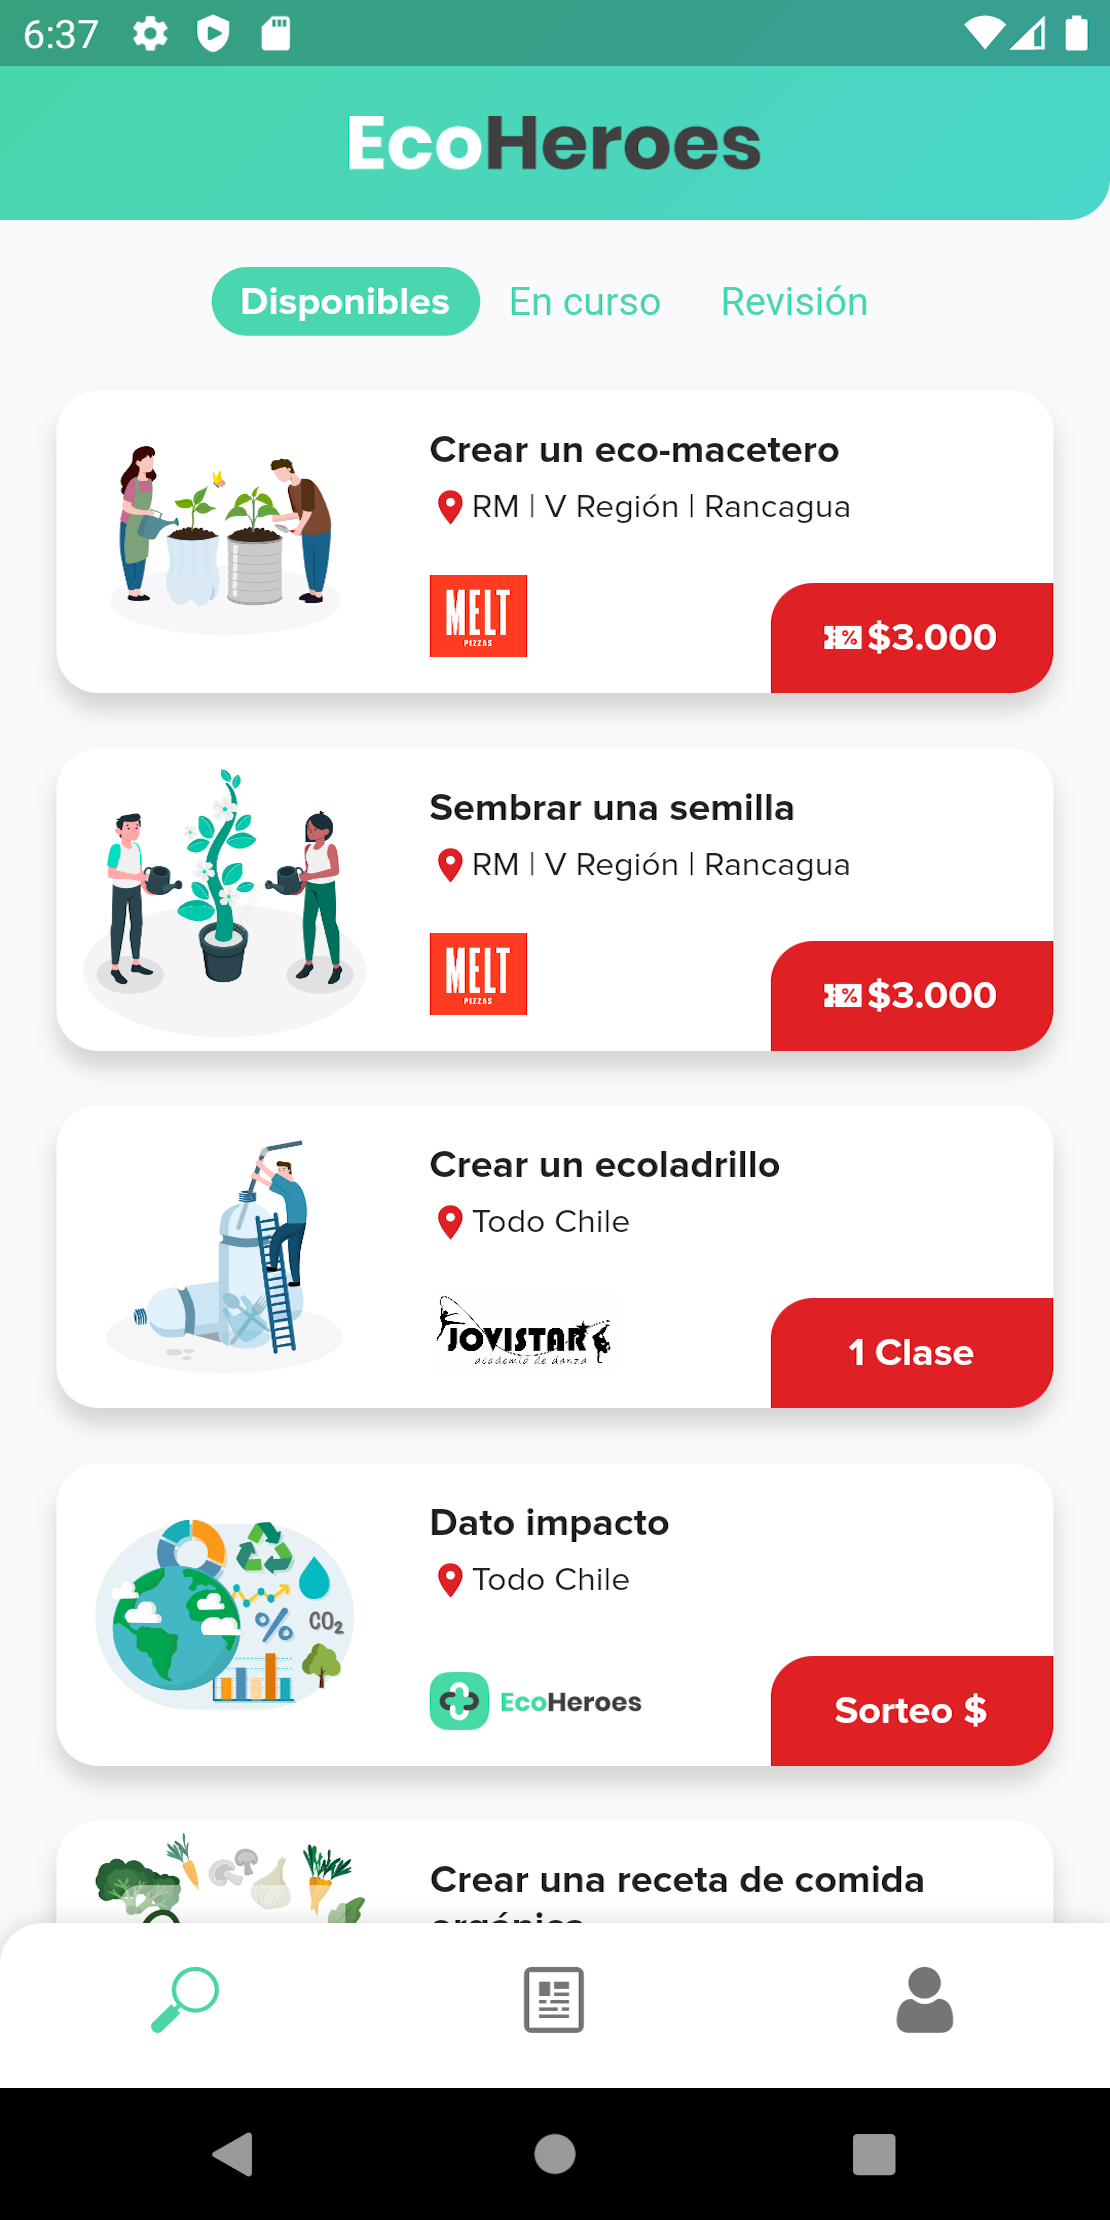 6:37
EcoHeroes
Disponibles
En curso
Revisión
Crear un eco-macetero
RM | V Región | Rancagua
MELT
PIZZAS
% $3.000
Sembrar una semilla
RM | V Región | Rancagua
MELT
PIZZAS
% $3.000
Crear un ecoladrillo
Todo Chile
JOVISTAR
academia de danza
1 Clase
Dato impacto
Todo Chile
%
CO2
EcoHeroes
Sorteo $
Crear una receta de comida